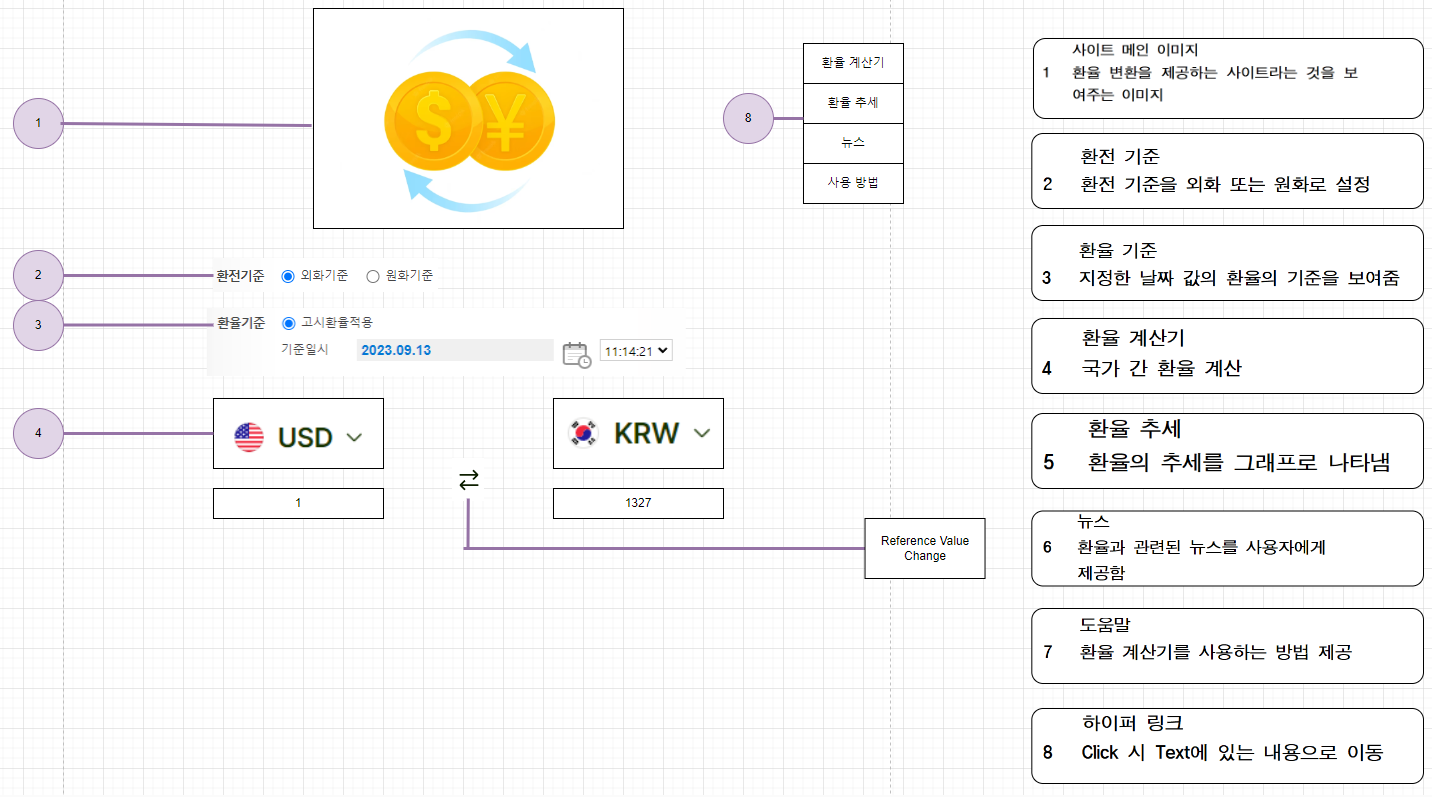 1
$ ¥
8
환율 계산기
환율 추세
뉴스
사용 방법
2
환전기준 외화기준 원화기준
3
환율기준 고시환율적용
기준일시 2023.09.13 11:14:21
4
USD
KRW
1
1327
Reference Value
Change
사이트 메인 이미지
1 환율 변환을 제공하는 사이트라는 것을 보
여주는 이미지
환전 기준
2 환전 기준을 외화 또는 원화로 설정
환율 기준
3 지정한 날짜 값의 환율의 기준을 보여줌
환율 계산기
4 국가 간 환율 계산
환율 추세
5 환율의 추세를 그래프로 나타냄
뉴스
6 환율과 관련된 뉴스를 사용자에게
제공함
도움말
7 환율 계산기를 사용하는 방법 제공
하이퍼 링크
8 Click 시 Text에 있는 내용으로 이동